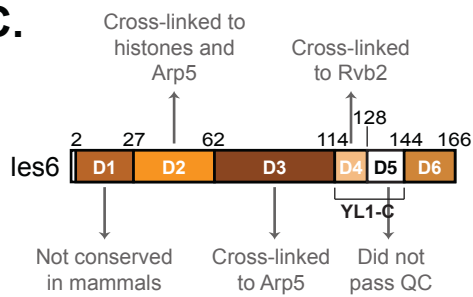 C.
Cross-linked to
histones and
Arp5
Cross-linked
to Rvb2
2 27 62 114 128 144 166
Ies6 D1 D2 D3 D4 D5 D6
YL1-C
Not conserved
in mammals
Cross-linked
to Arp5
Did not
pass QC